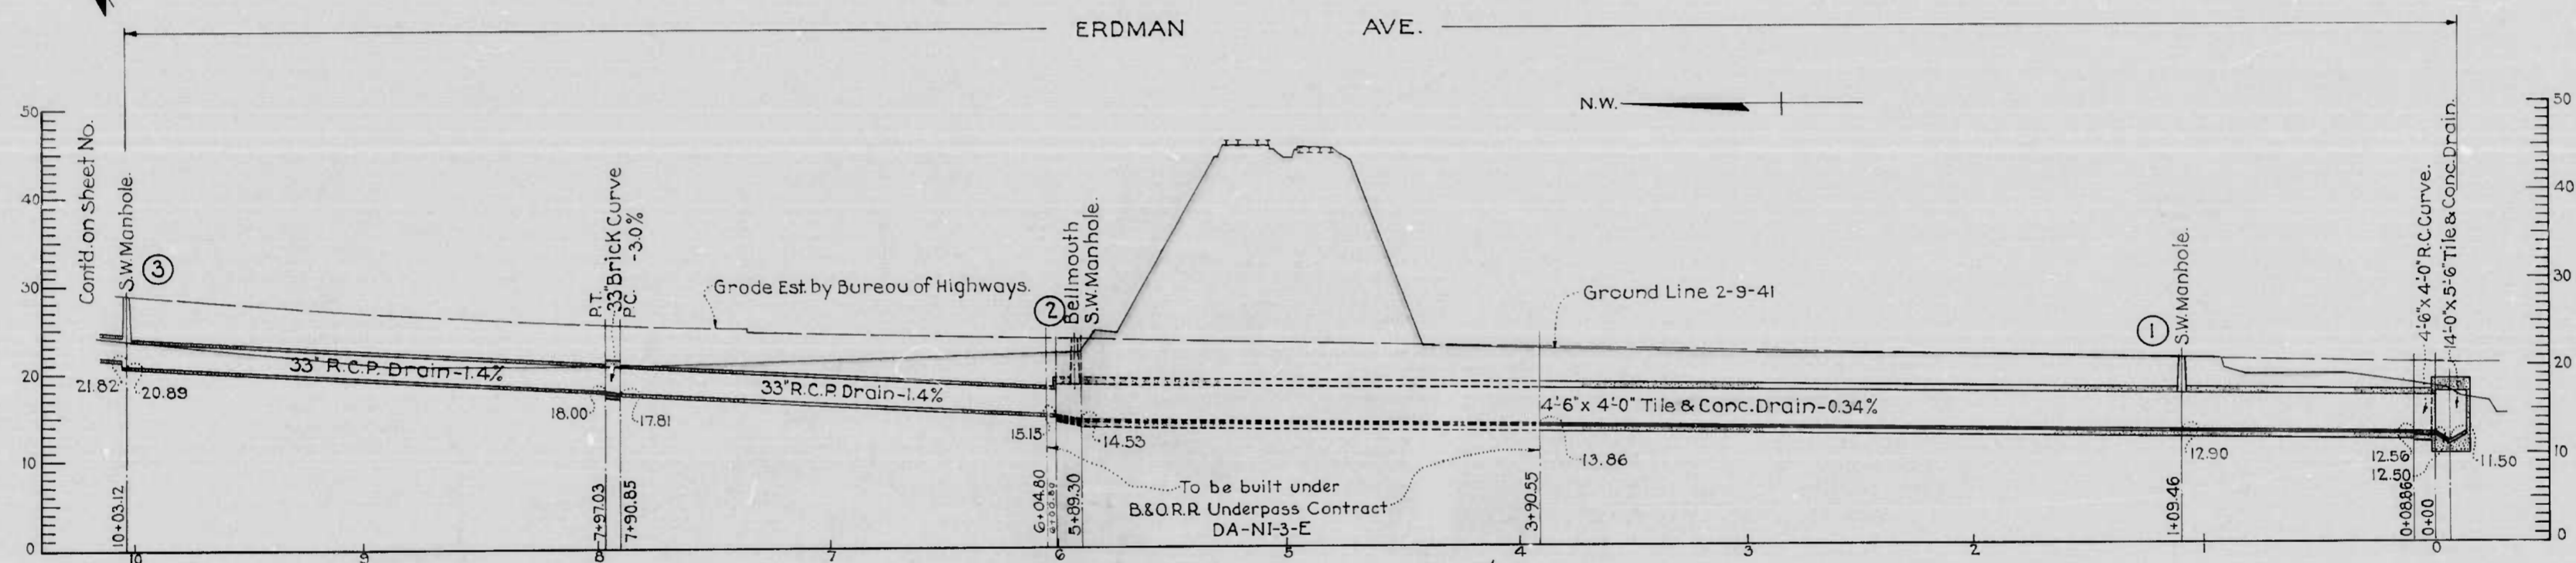 ERDMAN AVE.
N.W.
50
40
30
20
10
0
50
40
30
20
10
0
Cont'd. on sheet No.
S.W. Manhole.
3
P.T.
33" Brick Curve
P.C. -3.0%
Grade Est. by Bureau of Highways.
2
Bellmouth
S.W. Manhole.
Ground Line 2-9-41
1
S.W. Manhole.
4'-6" x 4'-0" R.C. Curve.
14'-0" x 5'-6" Tile & Conc. Drain.
33" R.C.P. Drain-1.4%
33" R.C.P. Drain-1.4%
4'-6" x 4'-0" Tile & Conc. Drain-0.34%
21.82
20.89
18.00
17.81
15.15
14.53
13.86
12.90
12.56
12.50
11.50
To be built under
B.&O.R.R. Underpass Contract
DA-NI-3-E
10+03.12
7+97.03
7+90.85
6+04.80
5+89.30
3+90.55
1+09.46
0+08.86
0+00
10
9
8
7
6
5
4
3
2
1
0